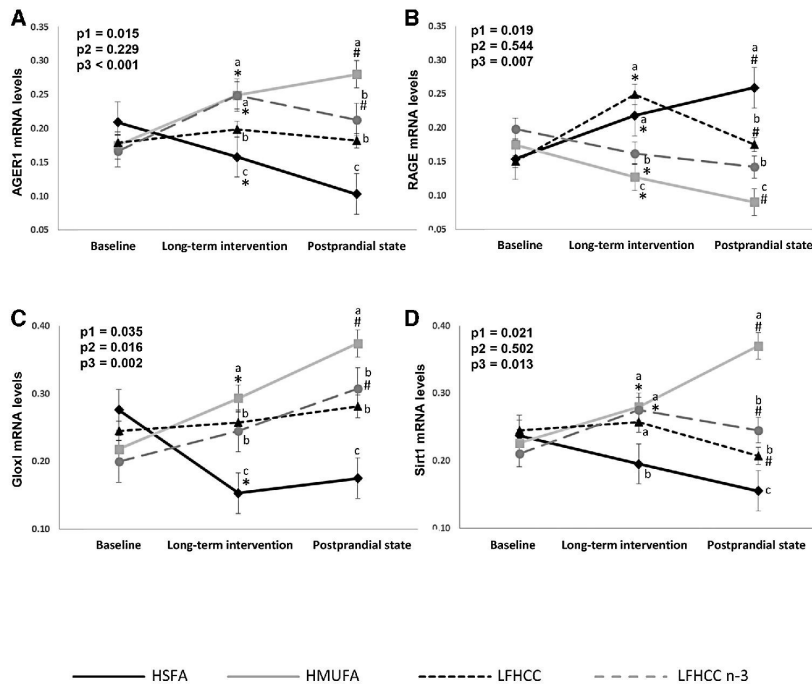 A
p1 = 0.015
p2 = 0.229
p3 < 0.001
AGER1 mRNA levels
0.35
0.30
0.25
0.20
0.15
0.10
0.05
a
*
a
*
b
c
*
a
#
b
#
b
c
Baseline Long-term intervention Postprandial state
B
p1 = 0.019
p2 = 0.544
p3 = 0.007
RAGE mRNA levels
0.35
0.30
0.25
0.20
0.15
0.10
0.05
a
*
a
*
b
*
c
*
a
#
b
#
b
c
#
Baseline Long-term intervention Postprandial state
C
p1 = 0.035
p2 = 0.016
p3 = 0.002
GloxI mRNA levels
0.40
0.30
0.20
0.10
a
*
b
b
c
*
a
#
b
#
b
c
Baseline Long-term intervention Postprandial state
D
p1 = 0.021
p2 = 0.502
p3 = 0.013
Sirt1 mRNA levels
0.40
0.30
0.20
0.10
a
*
a
*
a
b
a
#
b
#
b
#
c
Baseline Long-term intervention Postprandial state
HSFA HMUFA LFHCC LFHCC n-3